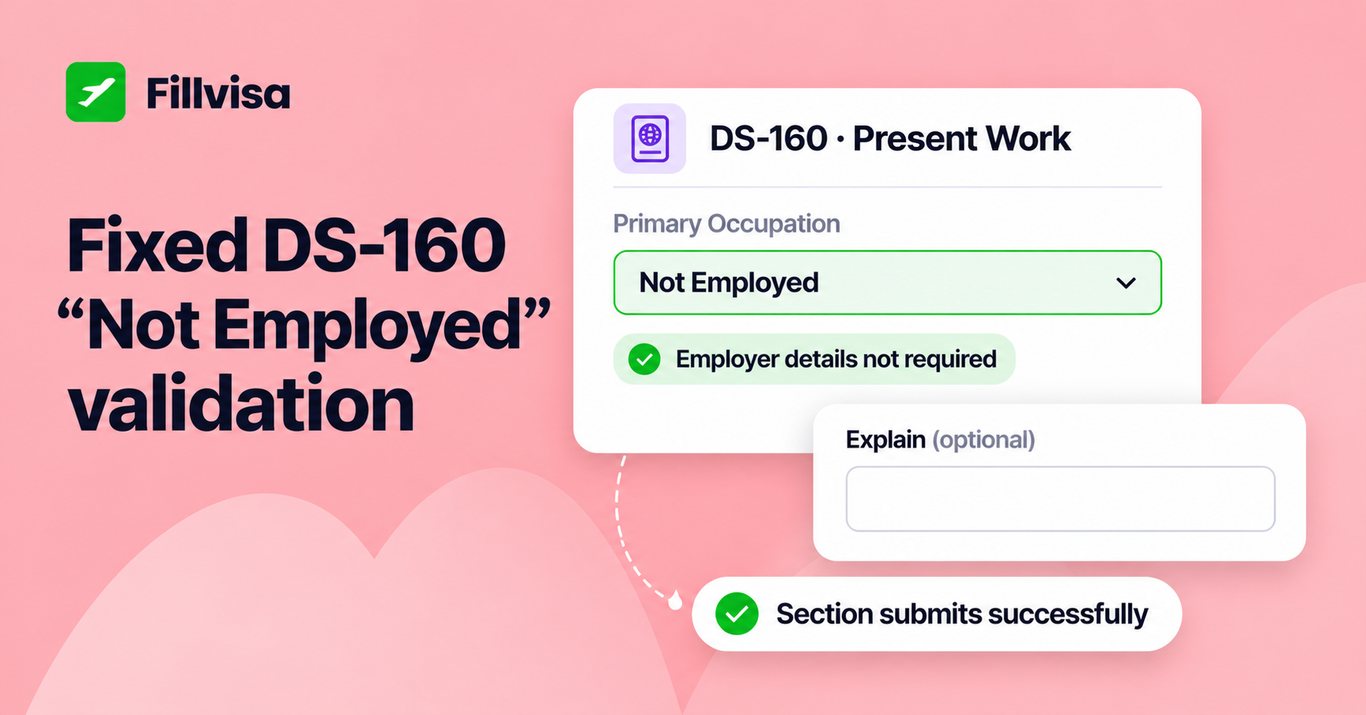 Fillvisa
Fixed DS-160
“Not Employed”
validation
DS-160 · Present Work
Primary Occupation
Not Employed
Employer details not required
Explain (optional)
Section submits successfully